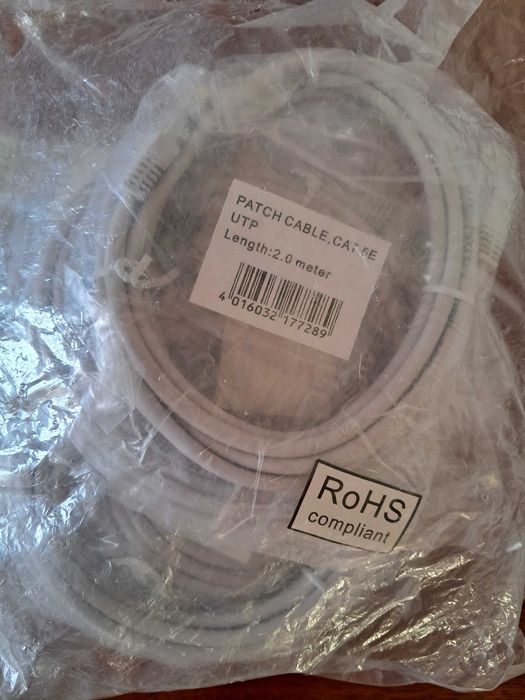 PATCH CABLE,CAT 5E
UTP
Length:2.0 meter
4 016032 177289
RoHS
compliant